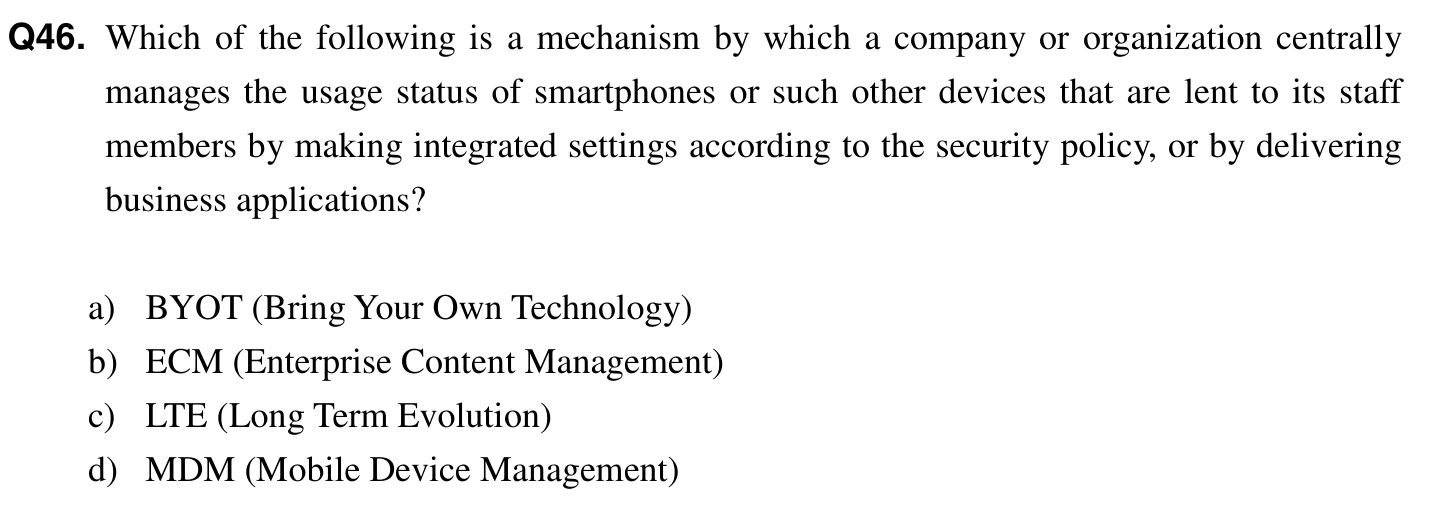 Q46. Which of the following is a mechanism by which a company or organization centrally
manages the usage status of smartphones or such other devices that are lent to its staff
members by making integrated settings according to the security policy, or by delivering
business applications?
a) BYOT (Bring Your Own Technology)
b) ECM (Enterprise Content Management)
c) LTE (Long Term Evolution)
d) MDM (Mobile Device Management)